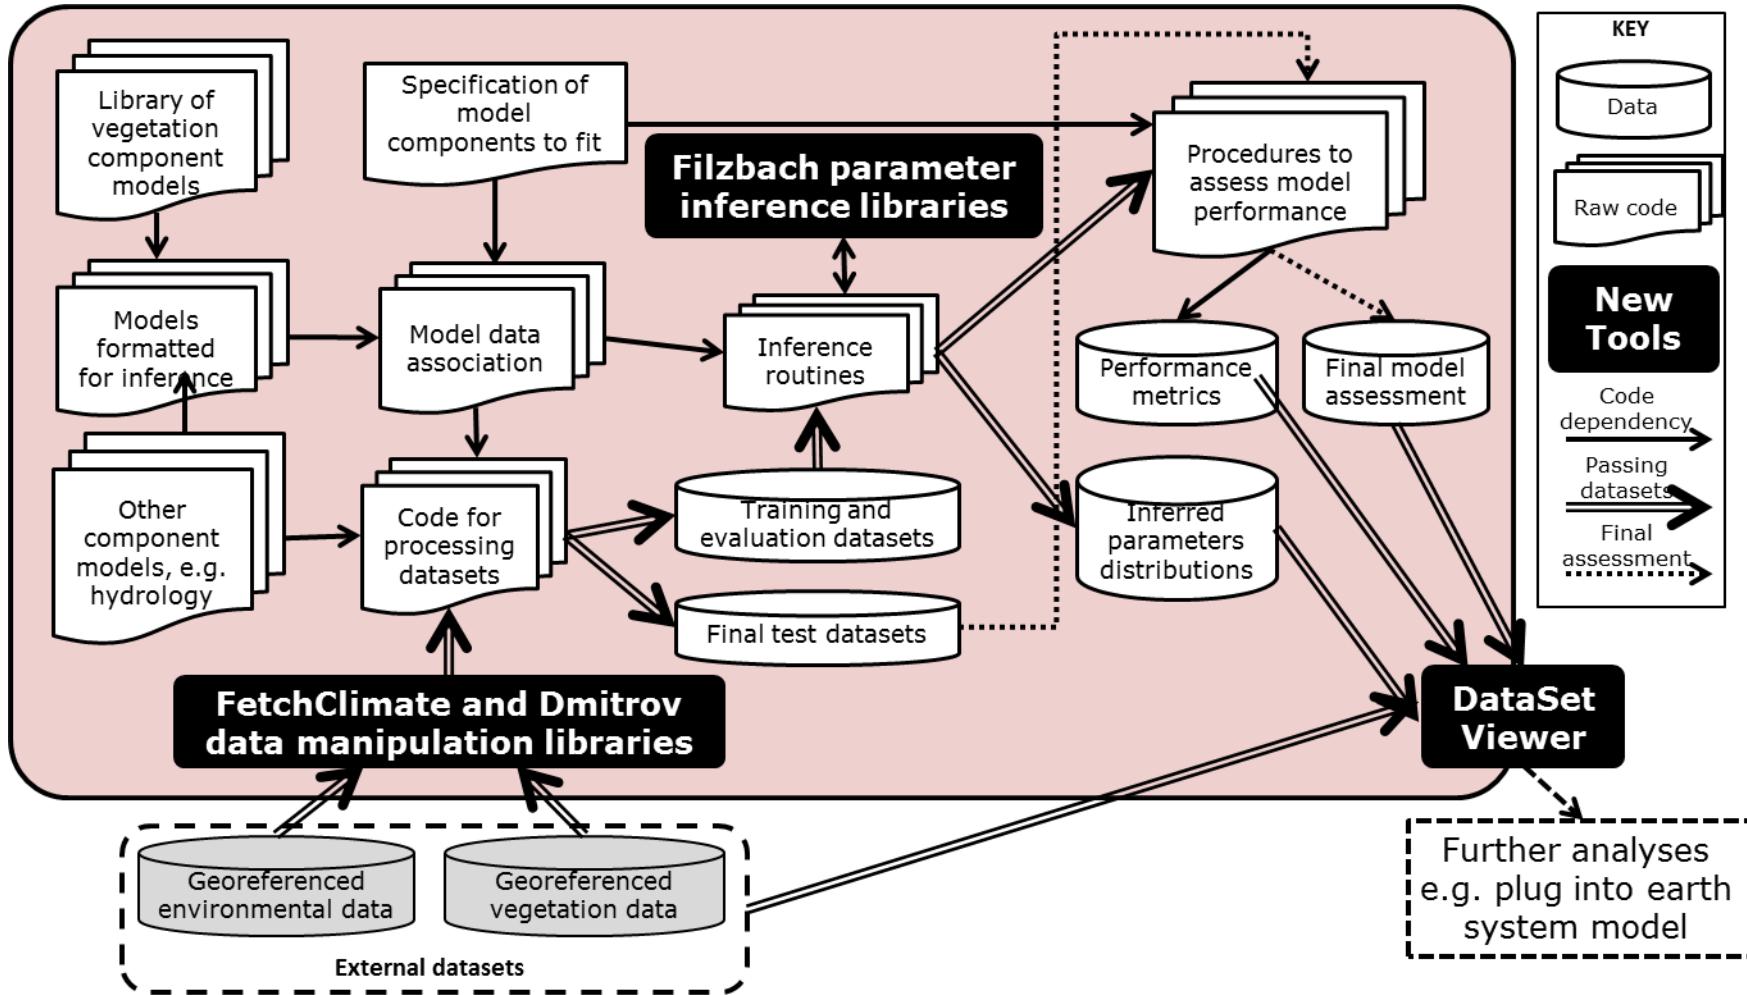 Library of
vegetation
component
models
Specification of
model
components to fit
Filzbach parameter
inference libraries
Procedures to
assess model
performance
Models
formatted
for inference
Model data
association
Inference
routines
Performance
metrics
Final model
assessment
Other
component
models, e.g.
hydrology
Code for
processing
datasets
Training and
evaluation datasets
Final test datasets
Inferred
parameters
distributions
FetchClimate and Dmitrov
data manipulation libraries
DataSet
Viewer
Georeferenced
environmental data
Georeferenced
vegetation data
External datasets
Further analyses
e.g. plug into earth
system model
KEY
Data
Raw code
New
Tools
Code
dependency
Passing
datasets
Final
assessment